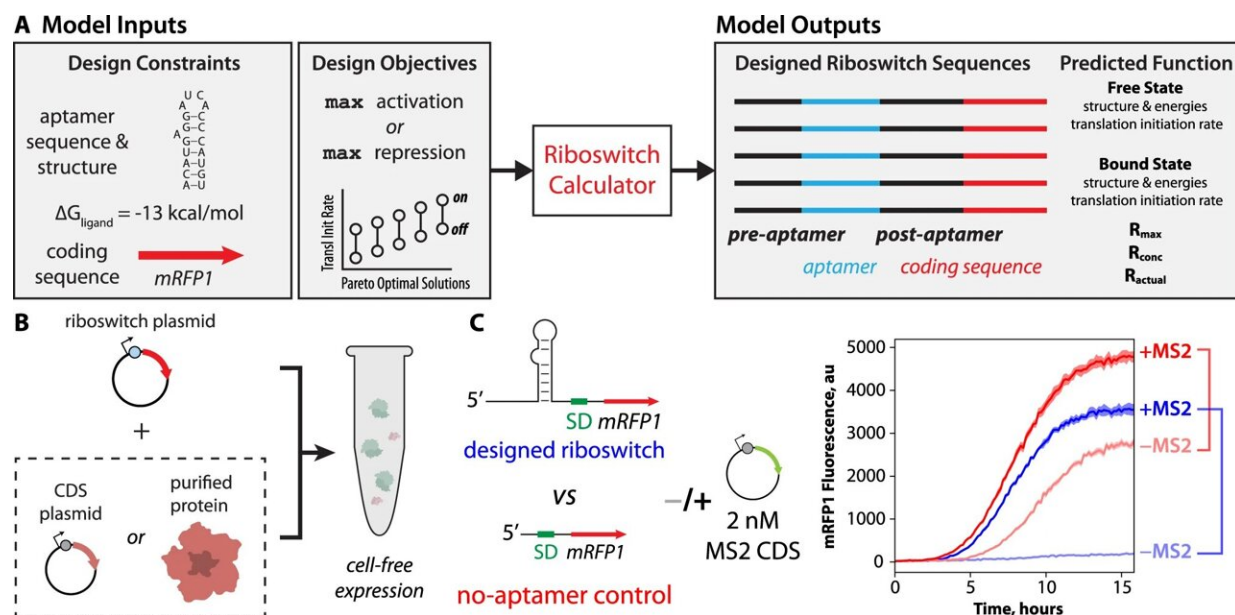 A Model Inputs
Design Constraints
aptamer
sequence &
structure
U C
A A
G C
G C
A G C
U A
A U
C G
A U
ΔGligand = -13 kcal/mol
coding
sequence
mRFP1
Design Objectives
max activation
or
max repression
Transl Init Rate
on
off
Pareto Optimal Solutions
Riboswitch
Calculator
Model Outputs
Designed Riboswitch Sequences
pre-aptamer
post-aptamer
aptamer
coding sequence
Predicted Function
Free State
structure & energies
translation initiation rate
Bound State
structure & energies
translation initiation rate
Rmax
Rconc
Ractual
B
riboswitch plasmid
+
CDS
plasmid
or
purified
protein
cell-free
expression
C
5′
SD mRFP1
designed riboswitch
vs
5′
SD mRFP1
no-aptamer control
–/+
2 nM
MS2 CDS
mRFP1 Fluorescence, au
5000
4000
3000
2000
1000
0
0 5 10 15
Time, hours
+MS2
+MS2
–MS2
–MS2